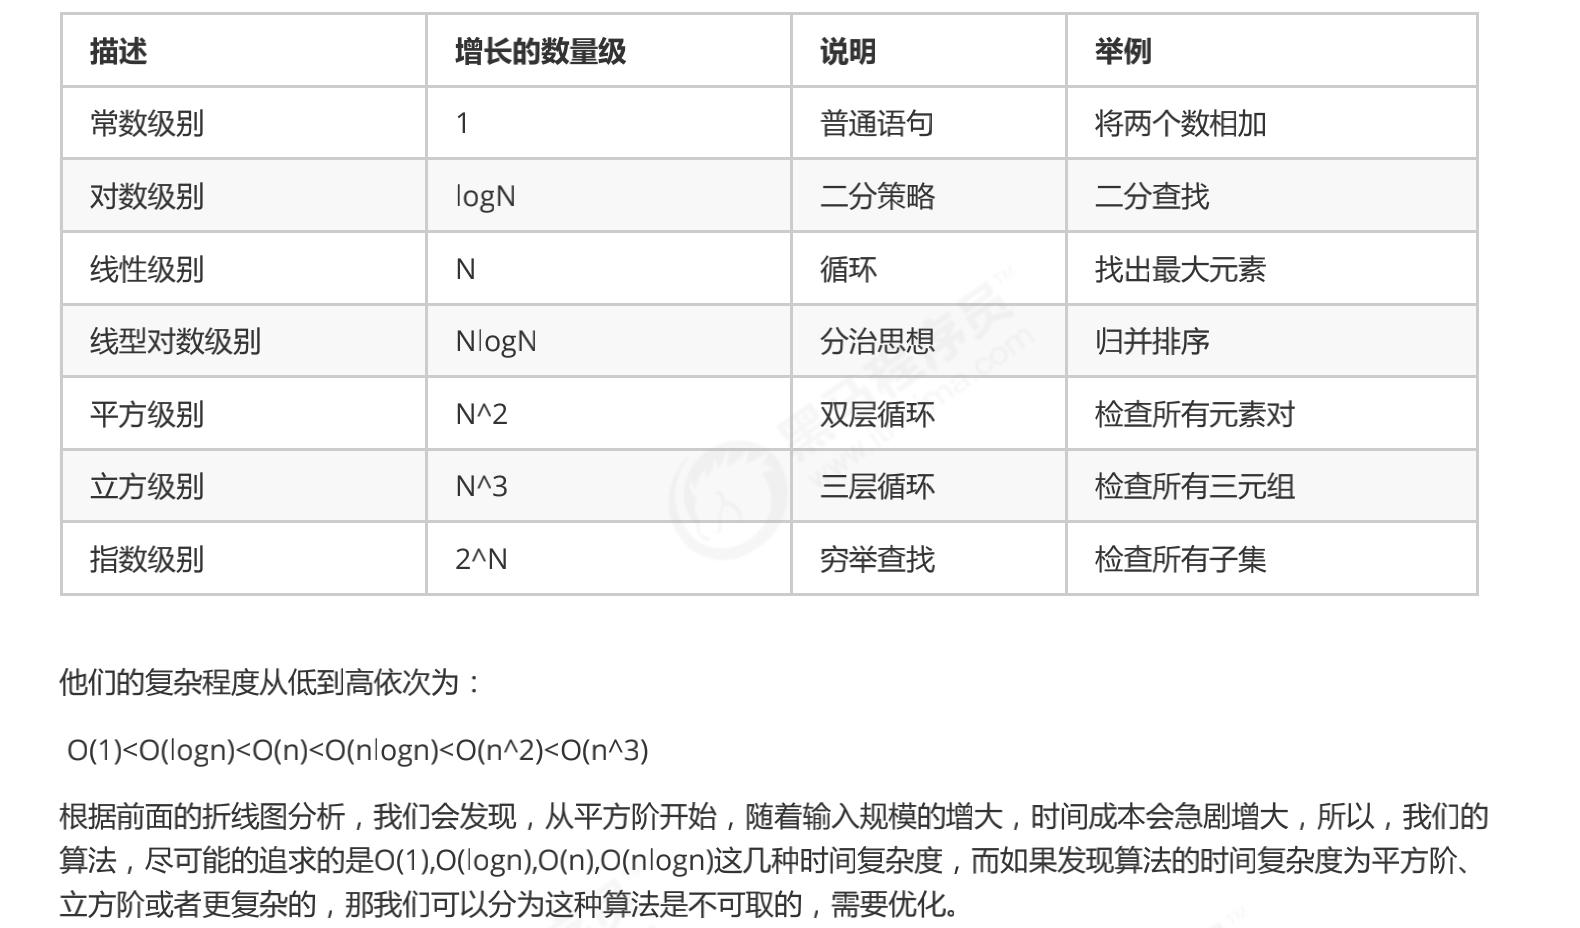 描述 增长的数量级 说明 举例
常数级别 1 普通语句 将两个数相加
对数级别 logN 二分策略 二分查找
线性级别 N 循环 找出最大元素
线型对数级别 NlogN 分治思想 归并排序
平方级别 N^2 双层循环 检查所有元素对
立方级别 N^3 三层循环 检查所有三元组
指数级别 2^N 穷举查找 检查所有子集
黑马程序员™
他们的复杂程度从低到高依次为：
O(1)<O(logn)<O(n)<O(nlogn)<O(n^2)<O(n^3)
根据前面的折线图分析，我们会发现，从平方阶开始，随着输入规模的增大，时间成本会急剧增大，所以，我们的
算法，尽可能的追求的是O(1),O(logn),O(n),O(nlogn)这几种时间复杂度，而如果发现算法的时间复杂度为平方阶、
立方阶或者更复杂的，那我们可以分为这种算法是不可取的，需要优化。